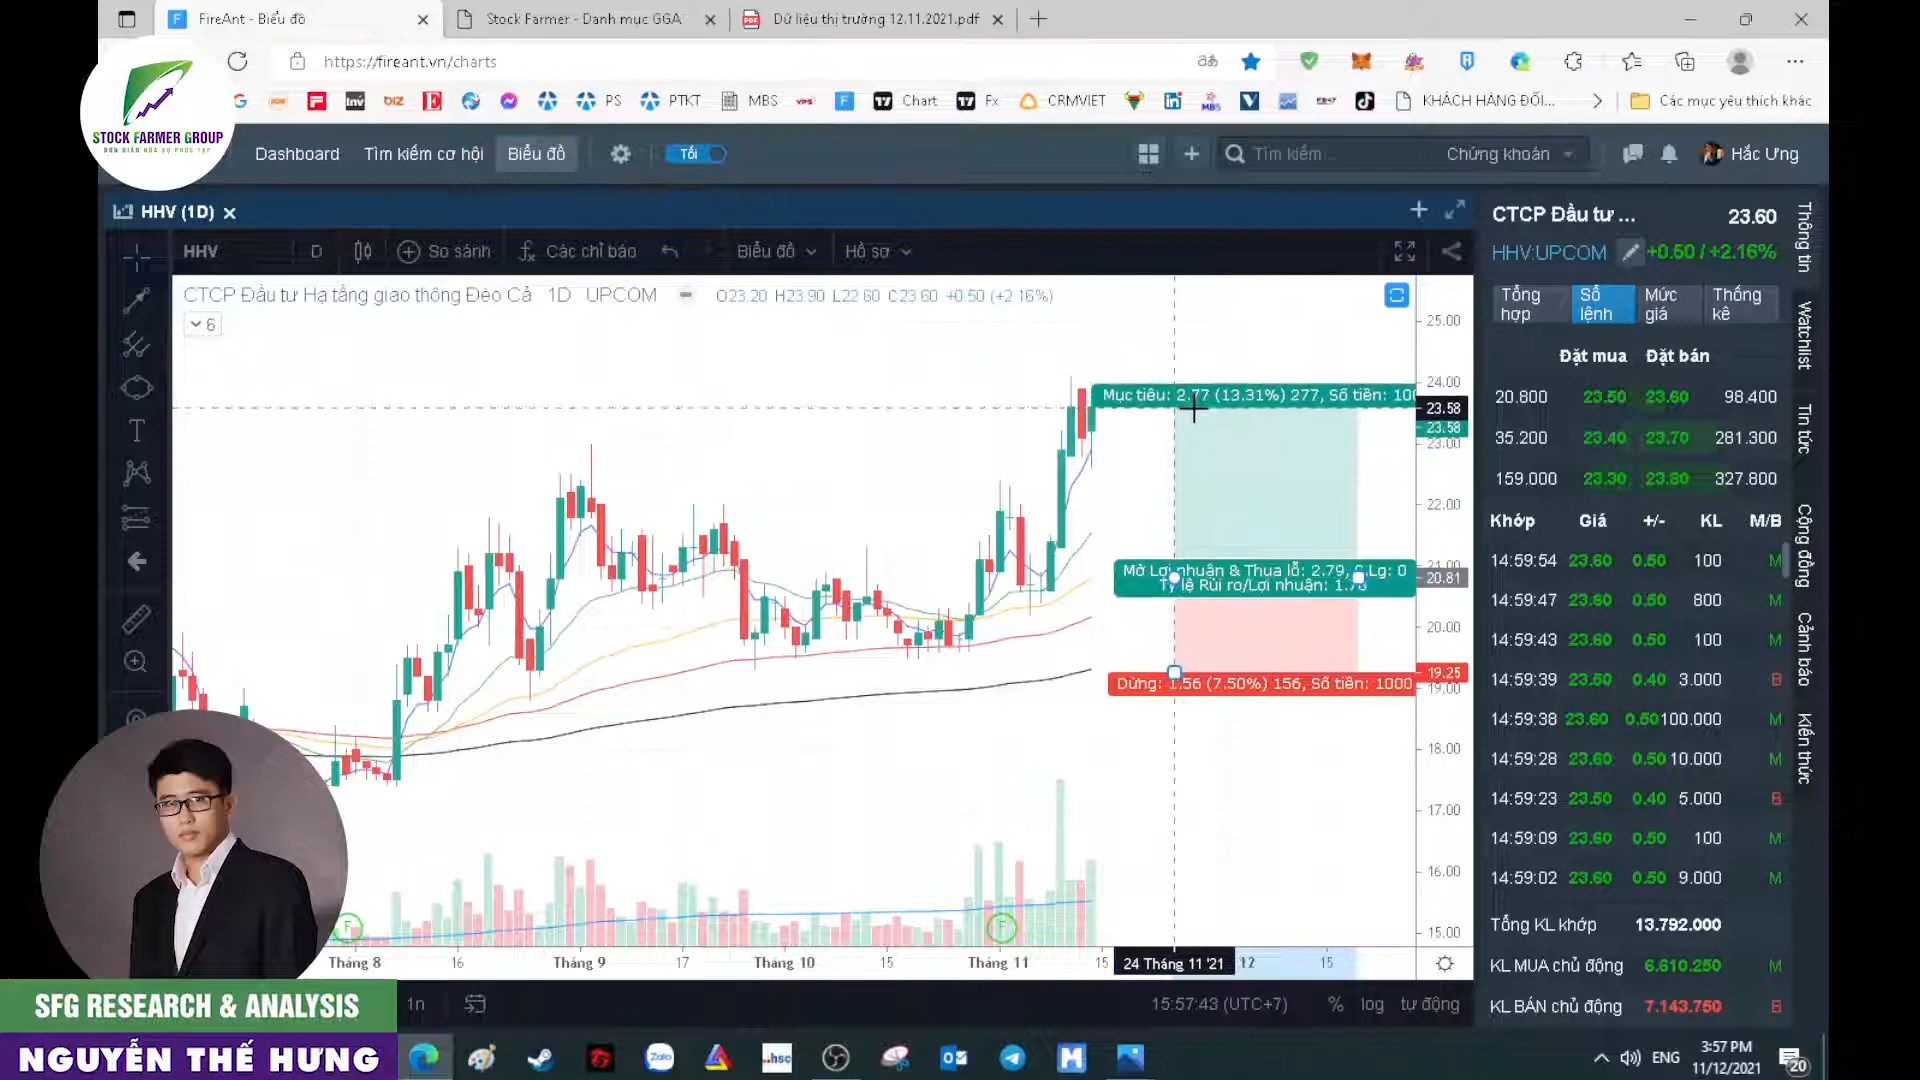 FireAnt - Biểu đồ
Stock Farmer - Danh mục GGA
Dữ liệu thị trường 12.11.2021.pdf
https://fireant.vn/charts
PS
PTKT
MBS
Chart
Fx
CRMVIET
KHÁCH HÀNG ĐỐI...
Các mục yêu thích khác
STOCK FARMER GROUP
Dashboard
Tìm kiếm cơ hội
Biểu đồ
Tối
Tìm kiếm...
Chứng khoán
Hắc Ưng
HHV (1D)
HHV
D
So sánh
Các chỉ báo
Biểu đồ
Hồ sơ
CTCP Đầu tư Hạ tầng giao thông Đèo Cả 1D UPCOM
O23.20 H23.90 L22.60 C23.60 +0.50 (+2.16%)
6
25.00
24.00
23.58
23.58
23.00
22.00
21.00
20.81
20.00
19.25
19.00
18.00
17.00
16.00
15.00
Mục tiêu: 2.77 (13.31%) 277, Số tiền: 100
Mở Lợi nhuận & Thua lỗ: 2.79, S.Lg: 0
Tỷ lệ Rủi ro/Lợi nhuận: 1.78
Dừng: 1.56 (7.50%) 156, Số tiền: 1000
F
F
Tháng 8
16
Tháng 9
17
Tháng 10
15
Tháng 11
15
24 Tháng 11 '21
12
15
1n
15:57:43 (UTC+7)
%
log
tự động
CTCP Đầu tư ...
23.60
HHV:UPCOM
+0.50 / +2.16%
Tổng hợp
Sổ lệnh
Mức giá
Thống kê
Đặt mua Đặt bán
20.800 23.50 23.60 98.400
35.200 23.40 23.70 281.300
159.000 23.30 23.80 327.800
Khớp Giá +/- KL M/B
14:59:54 23.60 0.50 100 M
14:59:47 23.60 0.50 800 M
14:59:43 23.60 0.50 100 M
14:59:39 23.50 0.40 3.000 B
14:59:38 23.60 0.50 100.000 M
14:59:28 23.60 0.50 10.000 M
14:59:23 23.50 0.40 5.000 B
14:59:09 23.60 0.50 100 M
14:59:02 23.60 0.50 9.000 M
Tổng KL khớp 13.792.000
KL MUA chủ động 6.610.250 M
KL BÁN chủ động 7.143.750 B
Thông tin
Watchlist
Tin tức
Cộng đồng
Cảnh báo
Kiến thức
SFG RESEARCH & ANALYSIS
NGUYỄN THẾ HƯNG
Zalo
.hsc
ENG
3:57 PM
11/12/2021
20